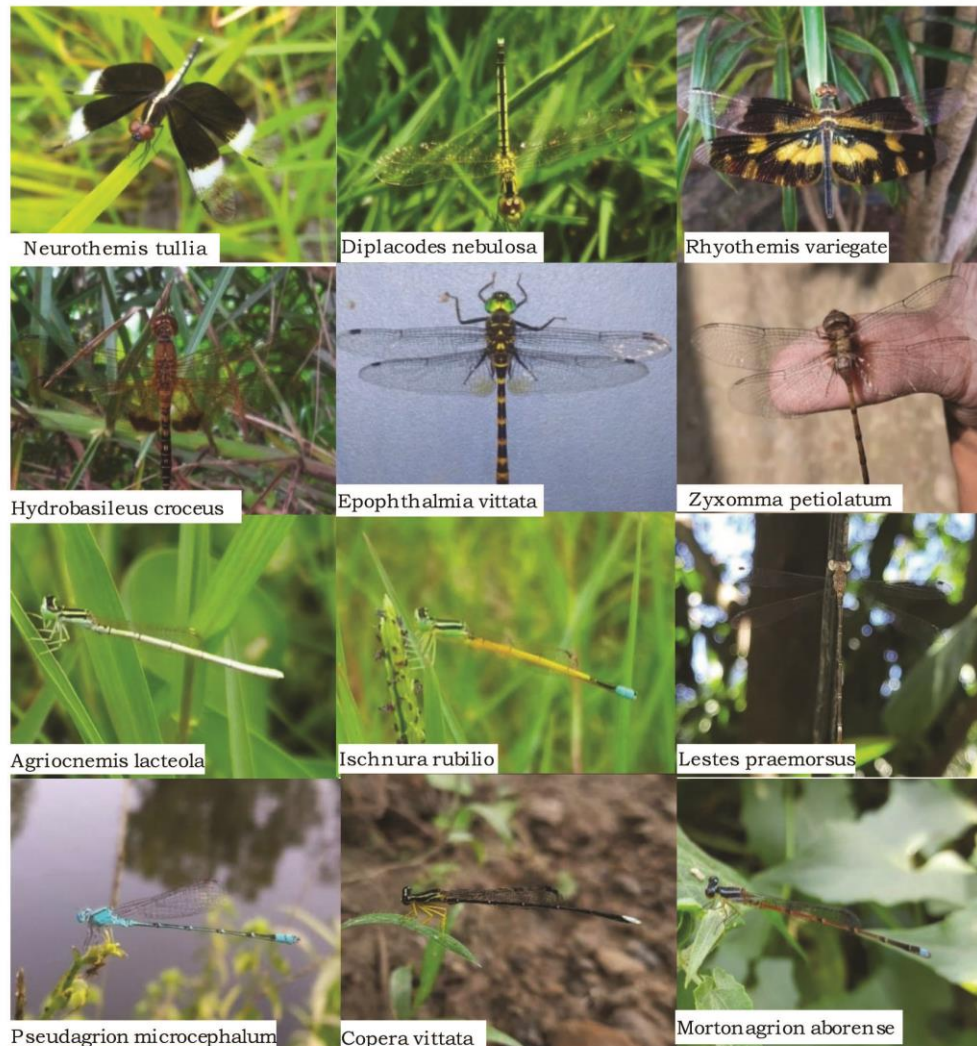 Neurothemis tullia
Diplacodes nebulosa
Rhyothemis variegate
Hydrobasileus croceus
Epophthalmia vittata
Zyxomma petiolatum
Agriocnemis lacteola
Ischnura rubilio
Lestes praemorsus
Pseudagrion microcephalum
Copera vittata
Mortonagrion aborense